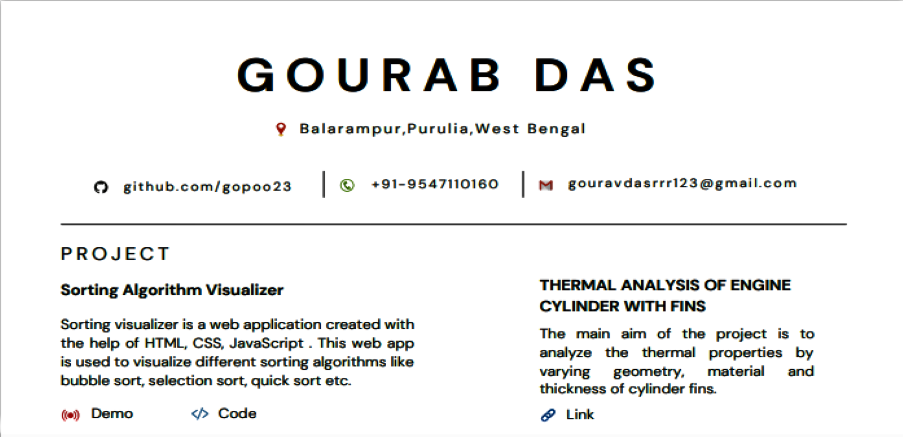 GOURAB DAS
Balarampur,Purulia,West Bengal
github.com/gopoo23
+91-9547110160
gouravdasrrr123@gmail.com
PROJECT
Sorting Algorithm Visualizer
Sorting visualizer is a web application created with
the help of HTML, CSS, JavaScript . This web app
is used to visualize different sorting algorithms like
bubble sort, selection sort, quick sort etc.
Demo
Code
THERMAL ANALYSIS OF ENGINE
CYLINDER WITH FINS
The main aim of the project is to
analyze the thermal properties by
varying geometry, material and
thickness of cylinder fins.
Link